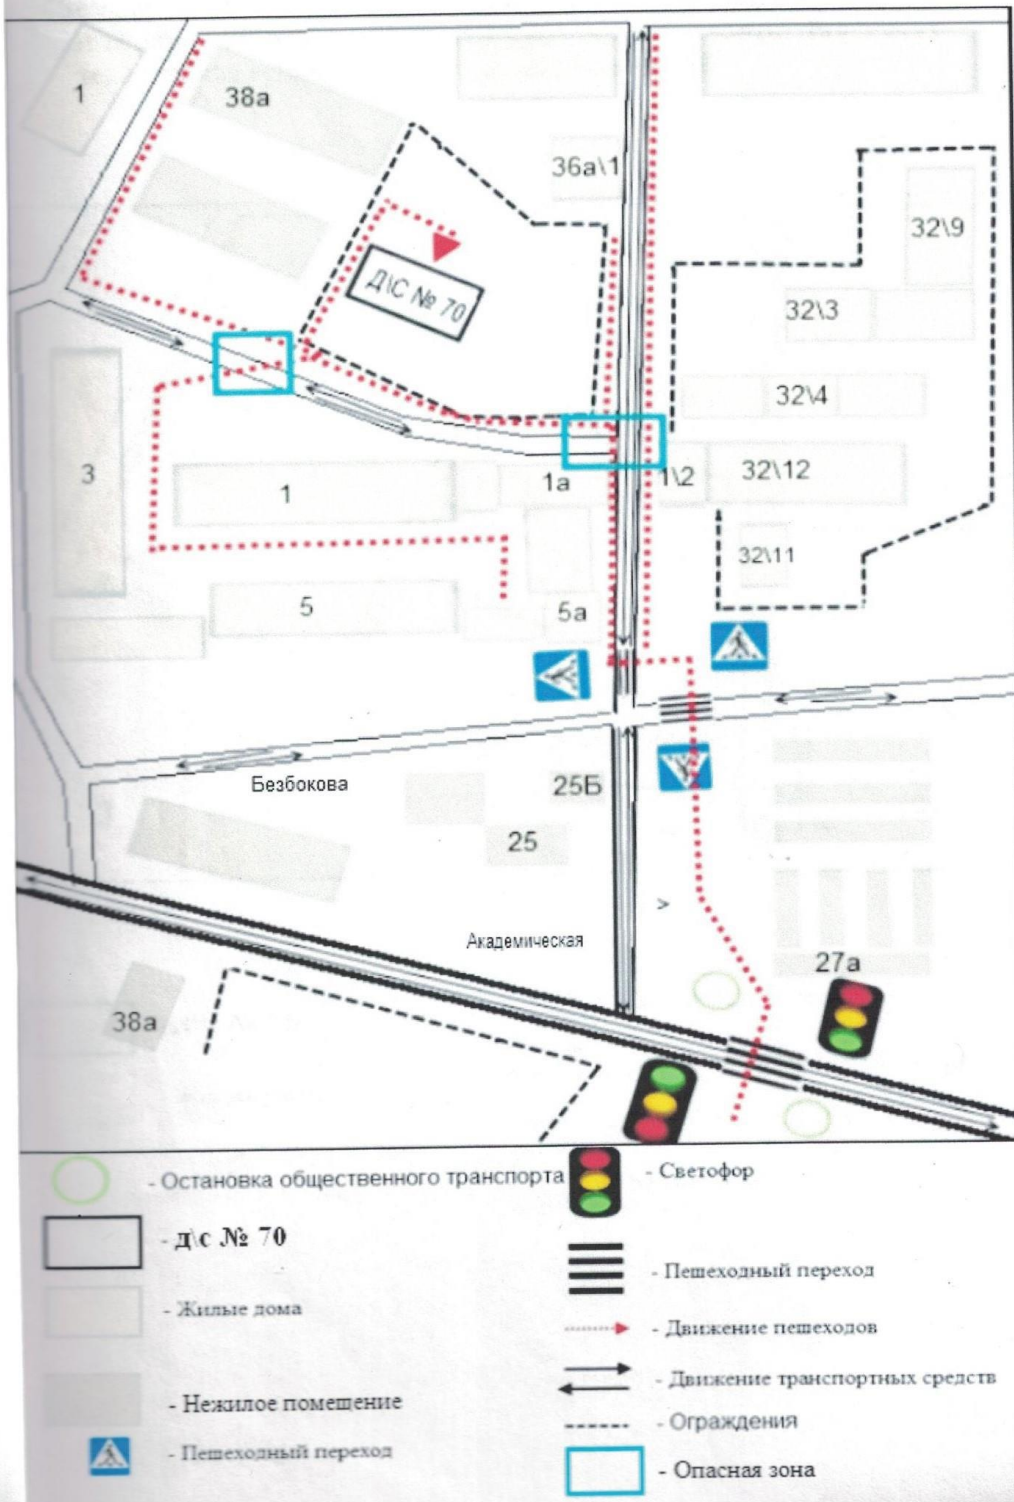 1
38а
36а\1
32\9
Д\С № 70
32\3
32\4
3
1
1а
1\2
32\12
32\11
5
5а
Безбокова
25Б
25
Академическая
27а
38а
- Остановка общественного транспорта
- Светофор
- д\с № 70
- Пешеходный переход
- Жилые дома
- Движение пешеходов
- Движение транспортных средств
- Нежилое помещение
- Ограждения
- Пешеходный переход
- Опасная зона